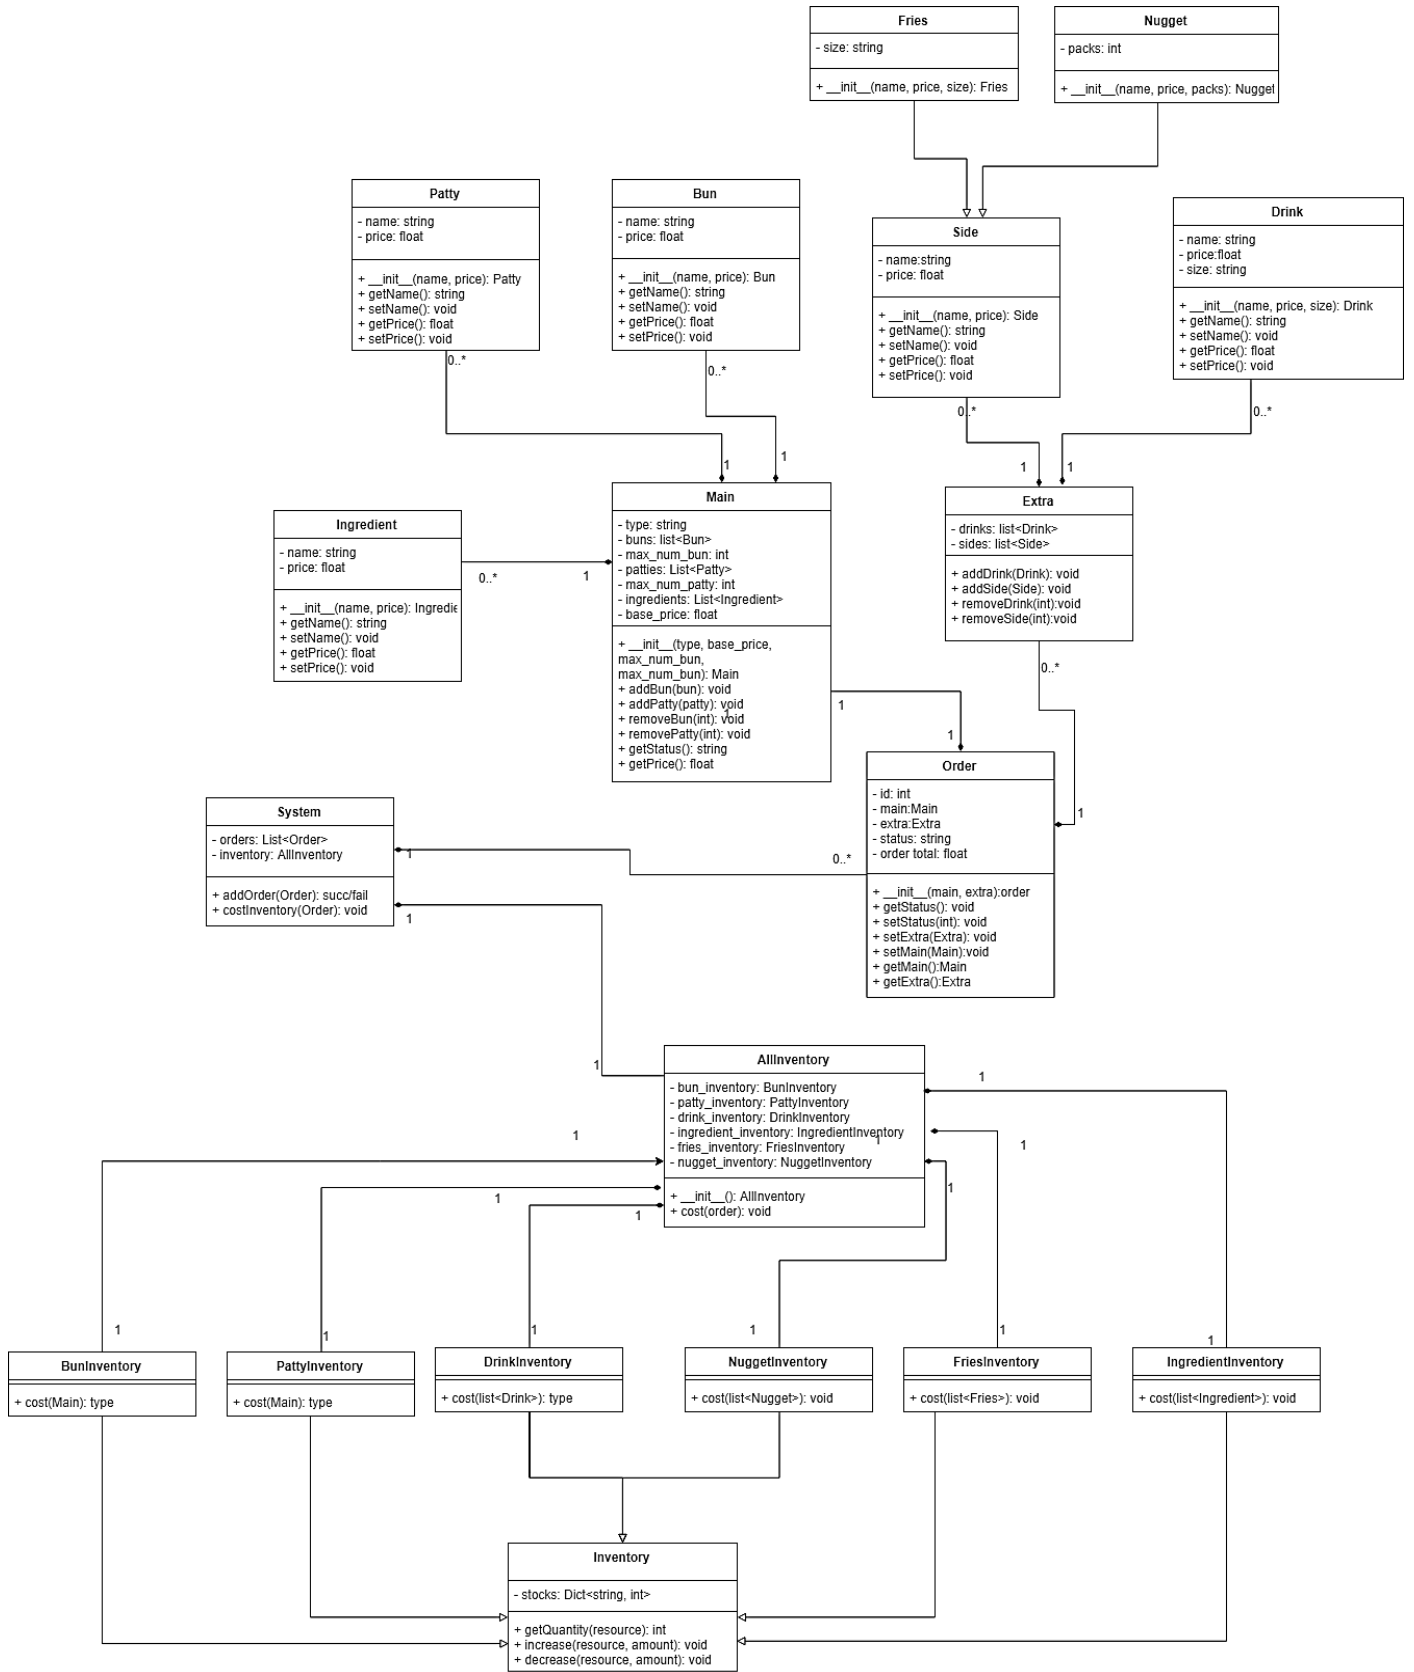 Fries
- size: string
+ __init__(name, price, size): Fries
Nugget
- packs: int
+ __init__(name, price, packs): Nugget
Patty
- name: string
- price: float
+ __init__(name, price): Patty
+ getName(): string
+ setName(): void
+ getPrice(): float
+ setPrice(): void
0..*
Bun
- name: string
- price: float
+ __init__(name, price): Bun
+ getName(): string
+ setName(): void
+ getPrice(): float
+ setPrice(): void
0..*
Side
- name:string
- price: float
+ __init__(name, price): Side
+ getName(): string
+ setName(): void
+ getPrice(): float
+ setPrice(): void
0..*
Drink
- name: string
- price:float
- size: string
+ __init__(name, price, size): Drink
+ getName(): string
+ setName(): void
+ getPrice(): float
+ setPrice(): void
0..*
1
1
1
1
Ingredient
- name: string
- price: float
+ __init__(name, price): Ingredie
+ getName(): string
+ setName(): void
+ getPrice(): float
+ setPrice(): void
0..*
1
Main
- type: string
- buns: list<Bun>
- max_num_bun: int
- patties: List<Patty>
- max_num_patty: int
- ingredients: List<Ingredient>
- base_price: float
+ __init__(type, base_price,
max_num_bun,
max_num_bun): Main
+ addBun(bun): void
+ addPatty(patty): void
1
+ removeBun(int): void
+ removePatty(int): void
+ getStatus(): string
+ getPrice(): float
Extra
- drinks: list<Drink>
- sides: list<Side>
+ addDrink(Drink): void
+ addSide(Side): void
+ removeDrink(int):void
+ removeSide(int):void
0..*
1
1
1
Order
- id: int
- main:Main
- extra:Extra
- status: string
- order total: float
+ __init__(main, extra):order
+ getStatus(): void
+ setStatus(int): void
+ setExtra(Extra): void
+ setMain(Main):void
+ getMain():Main
+ getExtra():Extra
System
- orders: List<Order>
- inventory: AllInventory
+ addOrder(Order): succ/fail
+ costInventory(Order): void
1
0..*
1
1
AllInventory
- bun_inventory: BunInventory
- patty_inventory: PattyInventory
- drink_inventory: DrinkInventory
- ingredient_inventory: IngredientInventory
1
- fries_inventory: FriesInventory
- nugget_inventory: NuggetInventory
+ __init__(): AllInventory
+ cost(order): void
1
1
1
1
1
1
1
1
1
1
1
1
BunInventory
+ cost(Main): type
PattyInventory
+ cost(Main): type
DrinkInventory
+ cost(list<Drink>): type
NuggetInventory
+ cost(list<Nugget>): void
FriesInventory
+ cost(list<Fries>): void
IngredientInventory
+ cost(list<Ingredient>): void
Inventory
- stocks: Dict<string, int>
+ getQuantity(resource): int
+ increase(resource, amount): void
+ decrease(resource, amount): void